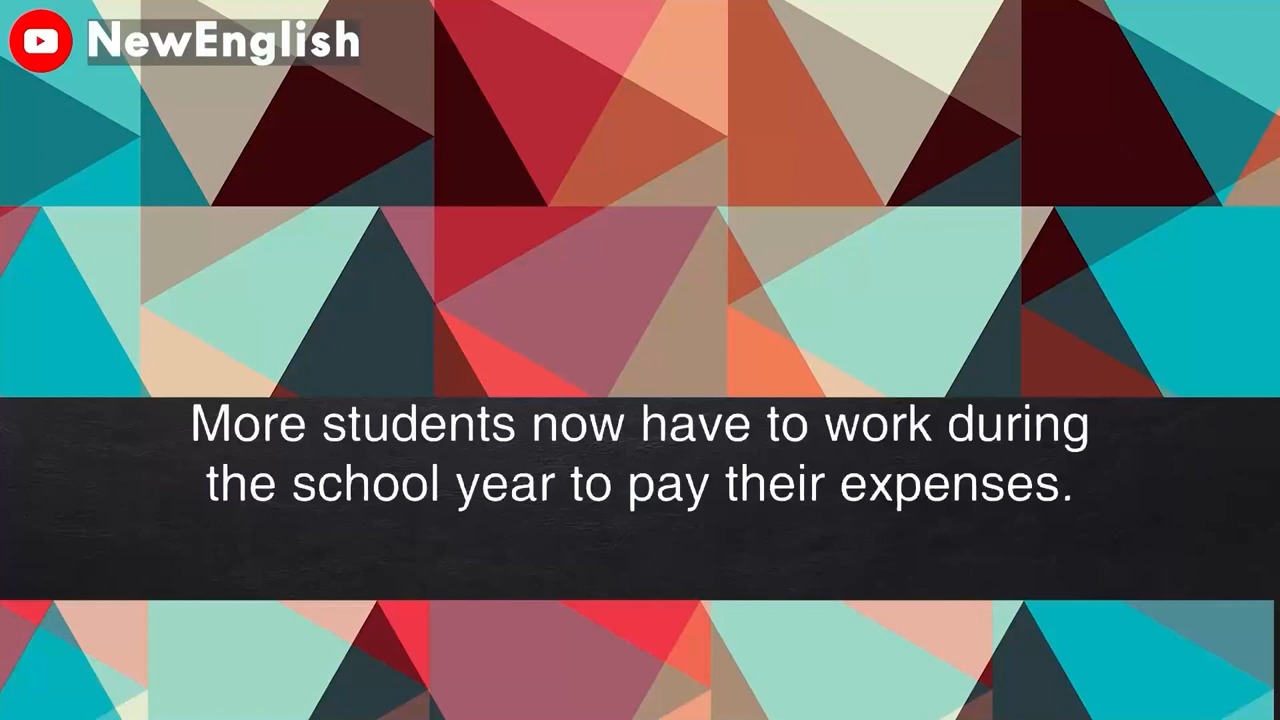 NewEnglish
More students now have to work during
the school year to pay their expenses.